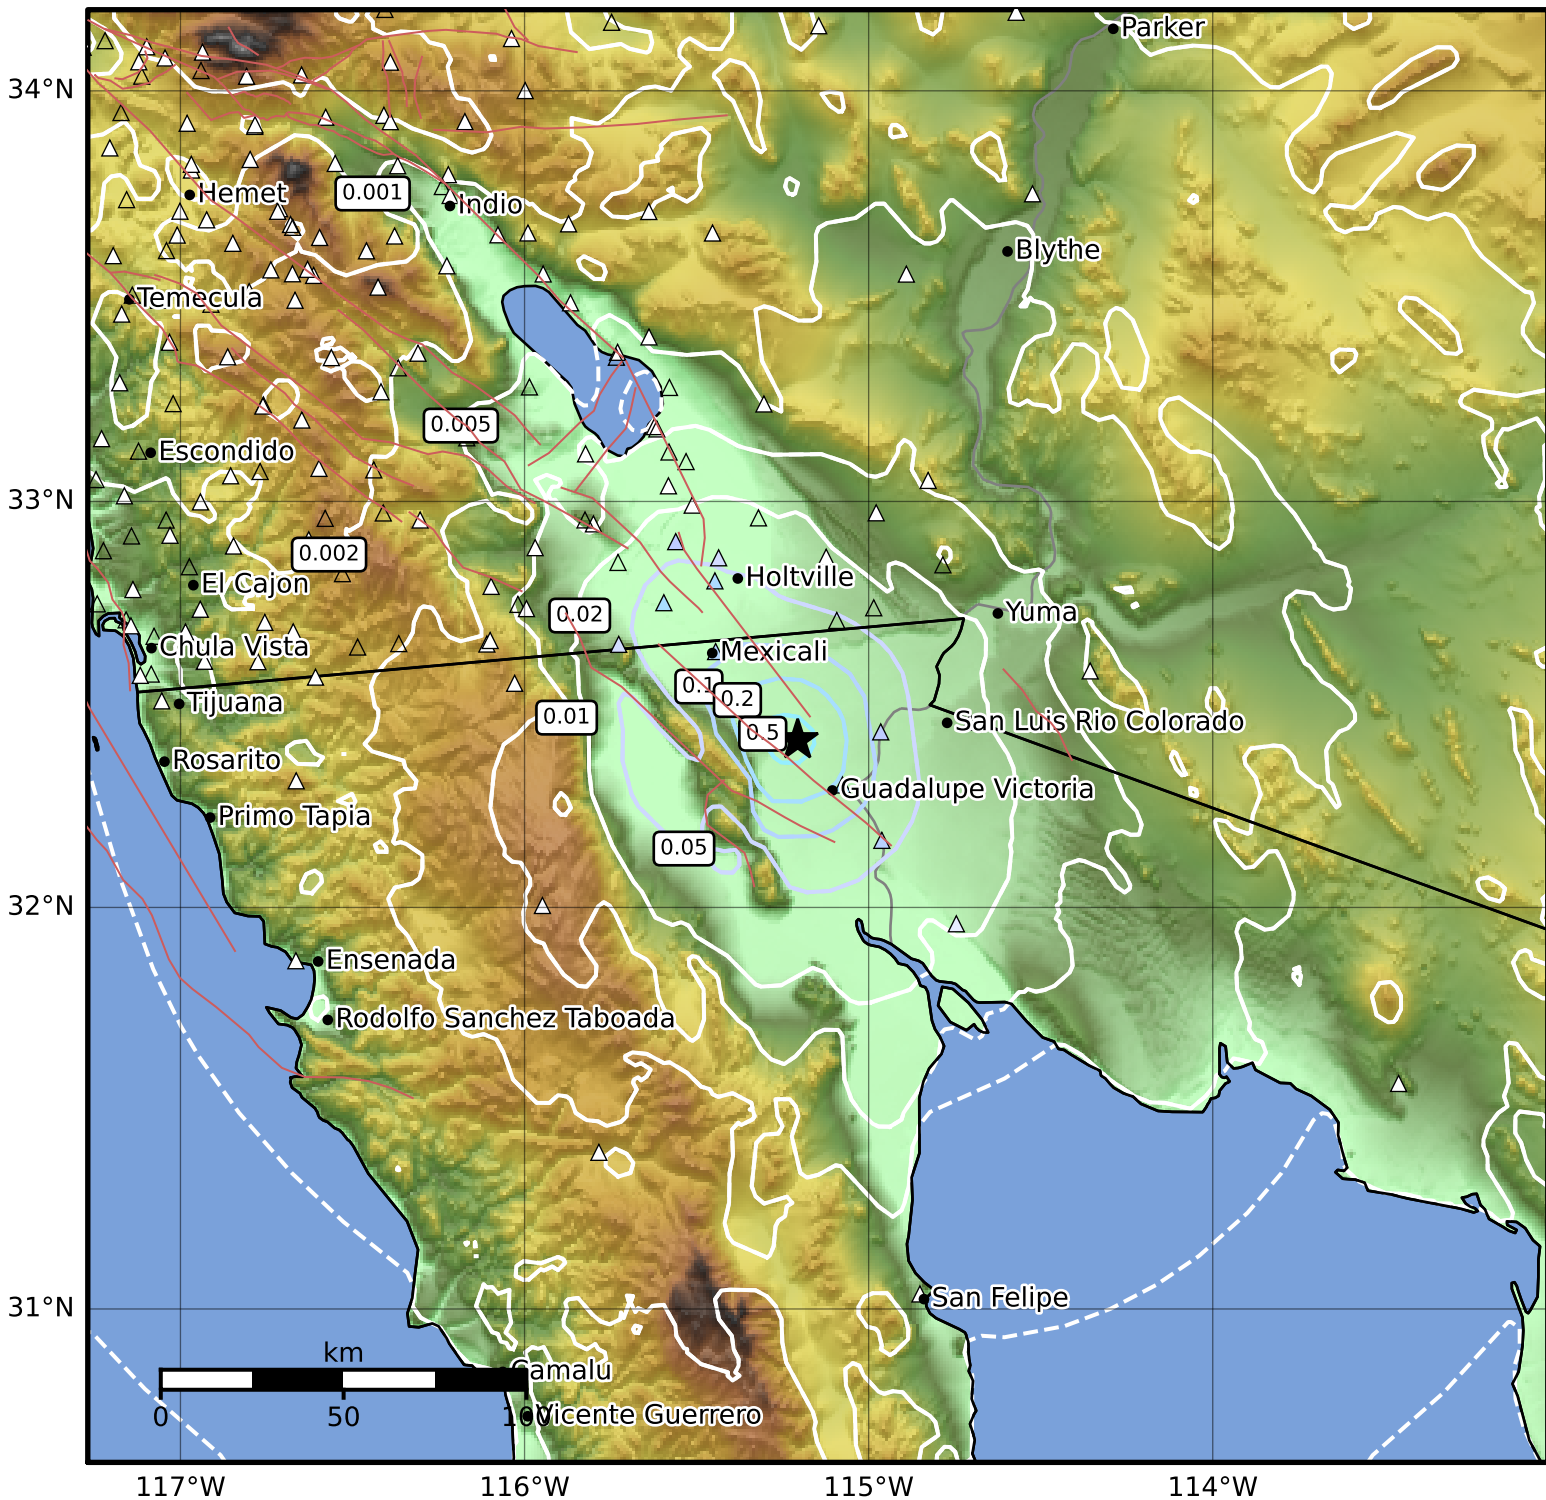 Parker
34°N
Hemet
0.001
Indio
Blythe
Temecula
0.005
Escondido
33°N
0.002
El Cajon
Holtville
0.02
Yuma
Chula Vista
Mexicali
0.1
0.2
Tijuana
0.01
San Luis Rio Colorado
0.5
Rosarito
Guadalupe Victoria
Primo Tapia
0.05
32°N
Ensenada
Rodolfo Sanchez Taboada
San Felipe
31°N
km
Camalu
0 50 100
Vicente Guerrero
117°W 116°W 115°W 114°W